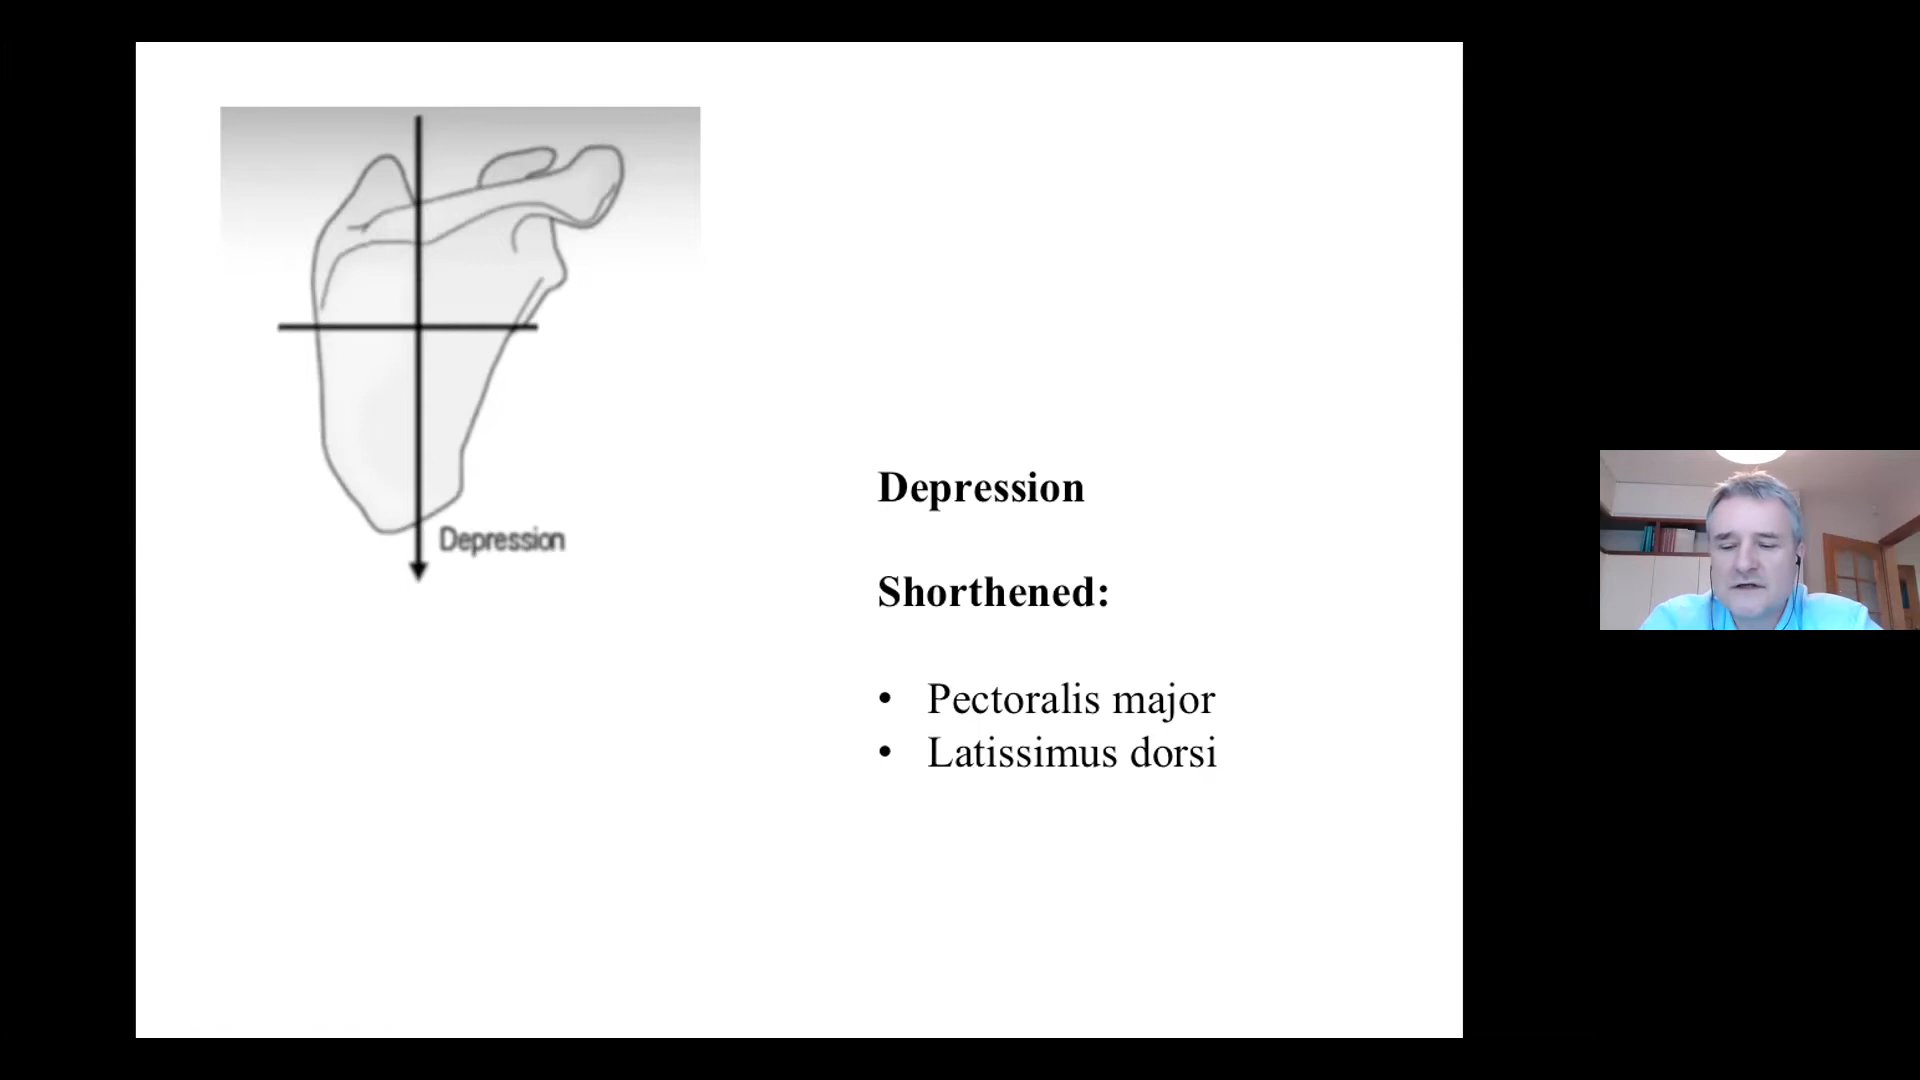 Depression
Depression
Shorthened:
• Pectoralis major
• Latissimus dorsi